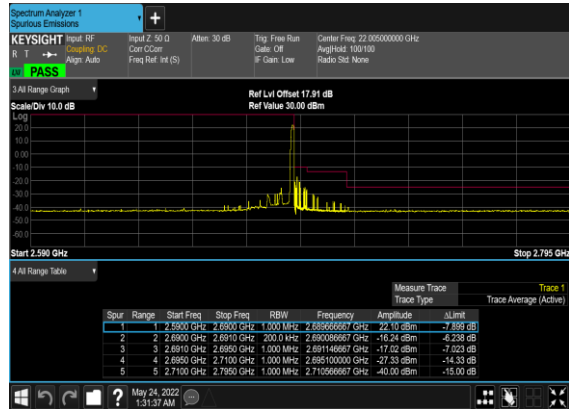 Spectrum Analyzer 1
Spurious Emissions
KEYSIGHT Input: RF Input Z: 50 Ω Atten: 30 dB Trig: Free Run Center Freq: 22.005000000 GHz
R T Coupling: DC Corr CCorr Gate: Off Avg|Hold: 100/100
Align: Auto Freq Ref: Int (S) IF Gain: Low Radio Std: None
PASS
3 All Range Graph
Ref Lvl Offset 17.91 dB
Scale/Div 10.0 dB Ref Value 30.00 dBm
Log
20.0
10.0
0.00
-10.0
-20.0
-30.0
-40.0
-50.0
-60.0
Start 2.590 GHz Stop 2.795 GHz
4 All Range Table
Measure Trace Trace 1
Trace Type Trace Average (Active)
Spur Range Start Freq Stop Freq RBW Frequency Amplitude ΔLimit
1 1 2.5900 GHz 2.6900 GHz 1.000 MHz 2.689666667 GHz 22.10 dBm -7.899 dB
2 2 2.6900 GHz 2.6910 GHz 200.0 kHz 2.690086667 GHz -16.24 dBm -6.238 dB
3 3 2.6910 GHz 2.6950 GHz 1.000 MHz 2.691146667 GHz -17.02 dBm -7.023 dB
4 4 2.6950 GHz 2.7100 GHz 1.000 MHz 2.695100000 GHz -27.33 dBm -14.33 dB
5 5 2.7100 GHz 2.7950 GHz 1.000 MHz 2.710566667 GHz -40.00 dBm -15.00 dB
May 24, 2022
1:31:37 AM